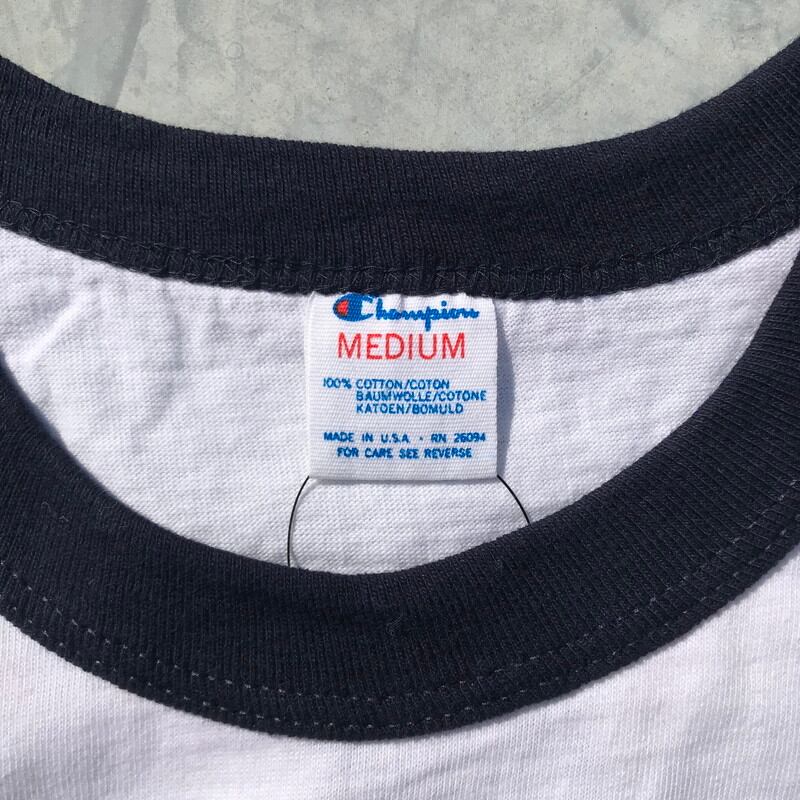 Champion
MEDIUM
100% COTTON/COTON
BAUMWOLLE/COTONE
KATOEN/BOMULD
MADE IN U.S.A. • RN 26094
FOR CARE SEE REVERSE